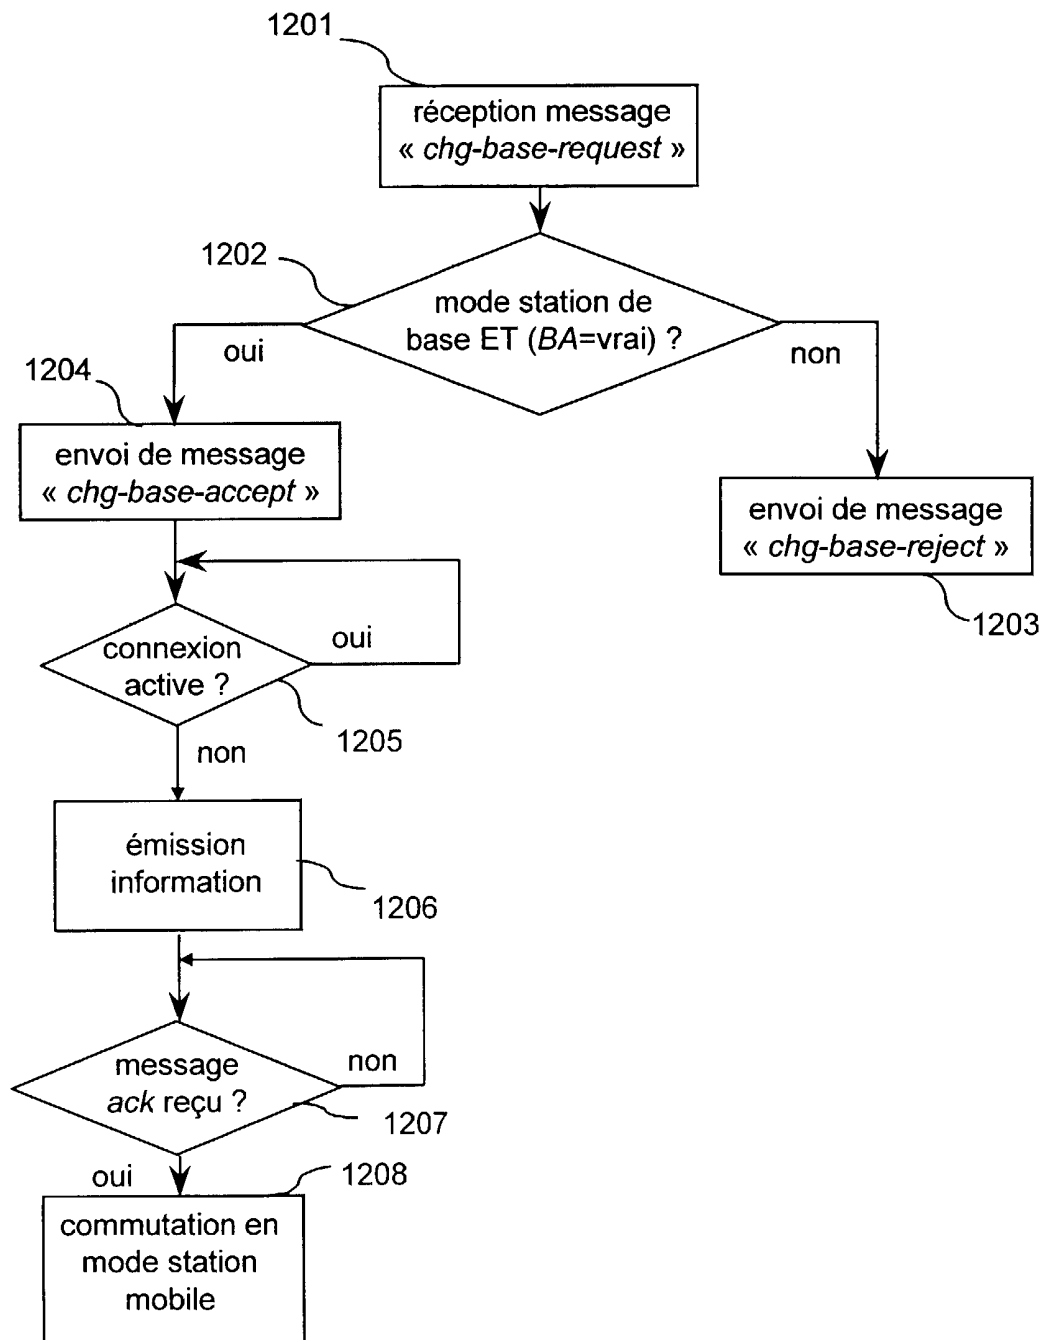 1201
réception message
« chg-base-request »
1202
mode station de
base ET (BA=vrai) ?
oui
non
1204
envoi de message
« chg-base-accept »
envoi de message
« chg-base-reject »
1203
connexion
active ?
oui
1205
non
émission
information
1206
message
ack reçu ?
non
1207
oui
1208
commutation en
mode station
mobile